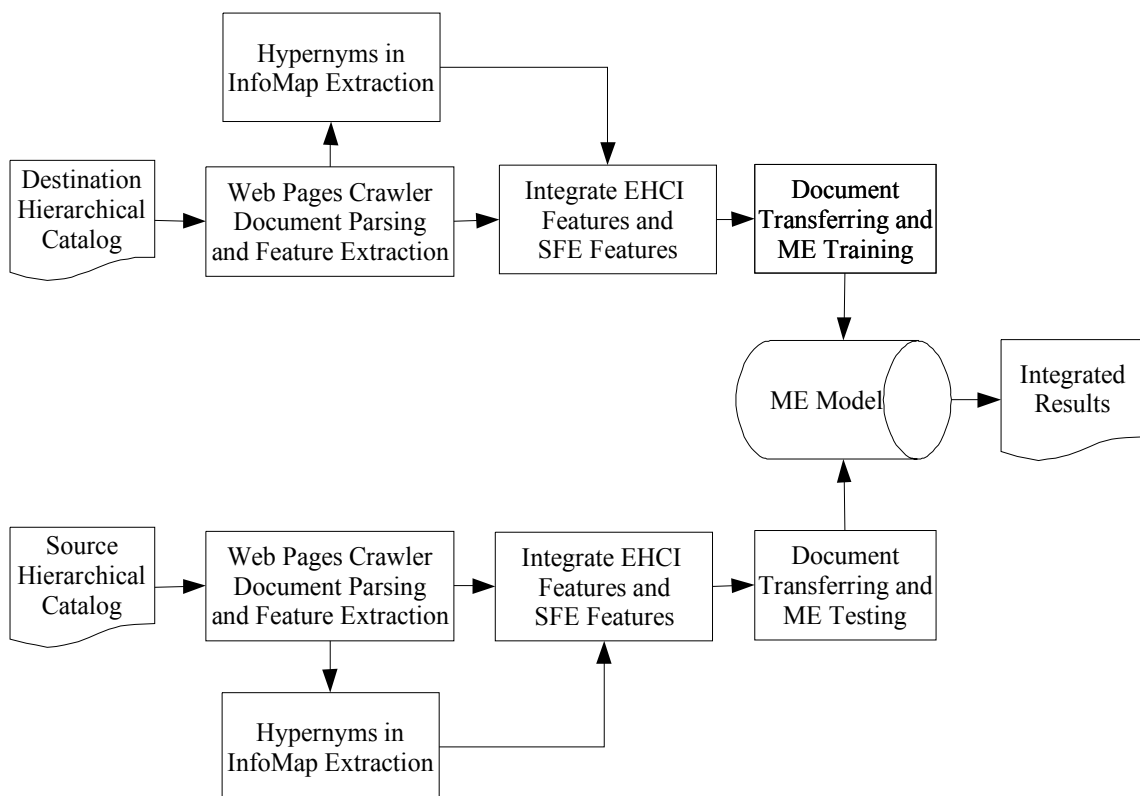 Hypernyms in
InfoMap Extraction
Destination
Hierarchical
Catalog
Web Pages Crawler
Document Parsing
and Feature Extraction
Integrate EHCI
Features and
SFE Features
Document
Transferring and
ME Training
ME Model
Integrated
Results
Source
Hierarchical
Catalog
Web Pages Crawler
Document Parsing
and Feature Extraction
Integrate EHCI
Features and
SFE Features
Document
Transferring and
ME Testing
Hypernyms in
InfoMap Extraction